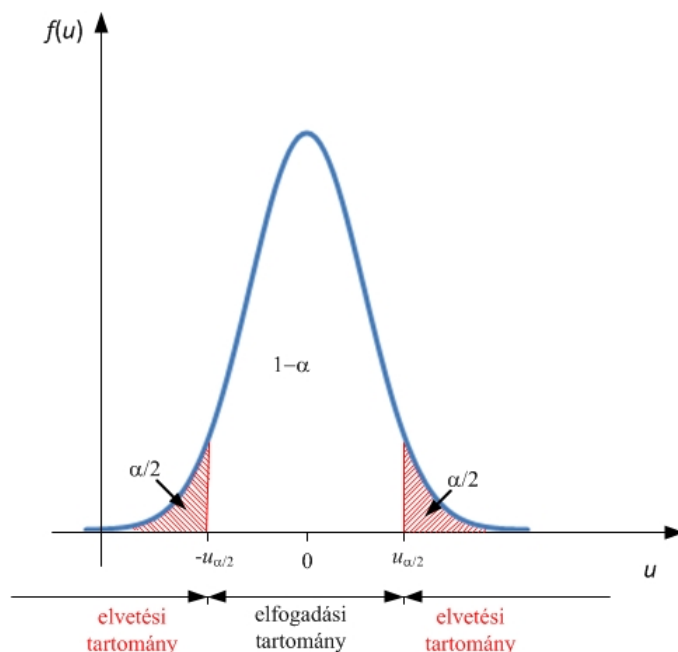 f(u)
1−α
α/2
α/2
-uα/2
0
uα/2
u
elvetési
tartomány
elfogadási
tartomány
elvetési
tartomány